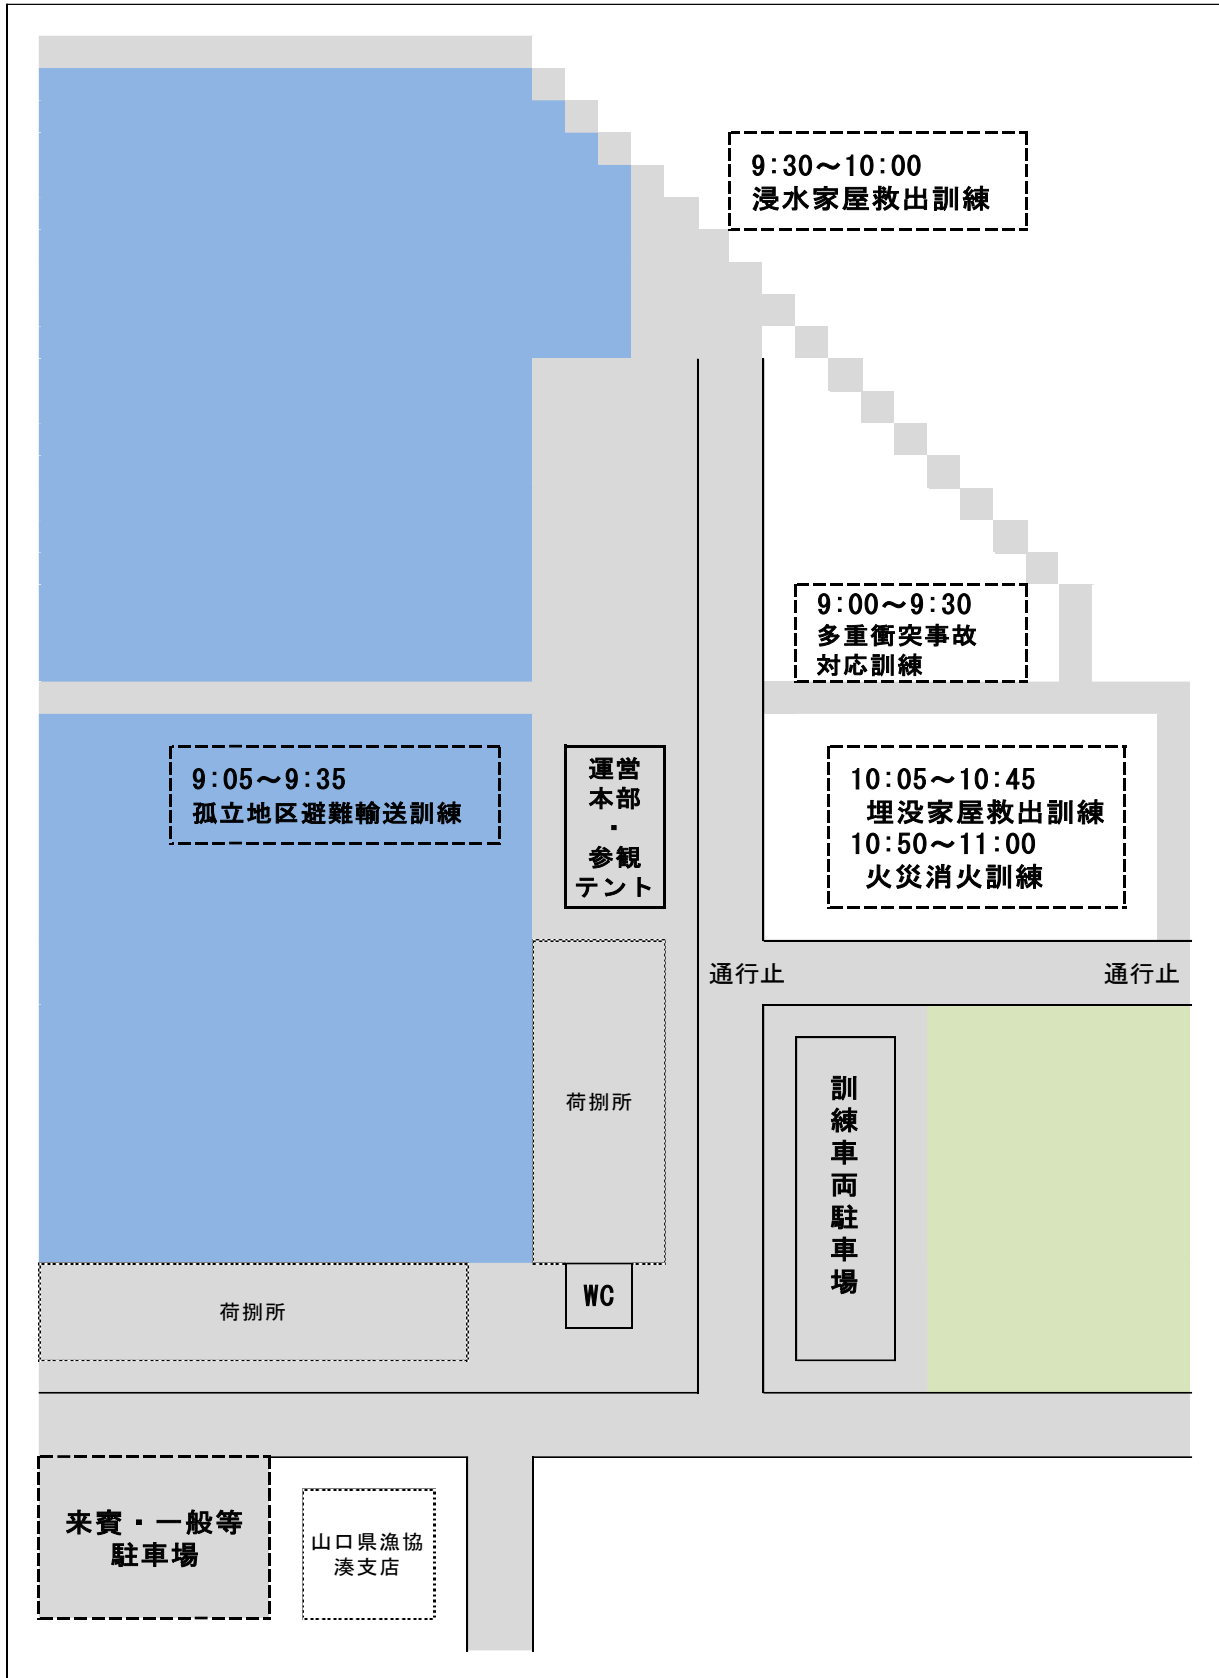 9:30～10:00
浸水家屋救出訓練
9:00～9:30
多重衝突事故
対応訓練
9:05～9:35
孤立地区避難輸送訓練
運営
本部
・
参観
テント
10:05～10:45
埋没家屋救出訓練
10:50～11:00
火災消火訓練
通行止
通行止
荷捌所
訓練車両駐車場
荷捌所
WC
来賓・一般等
駐車場
山口県漁協
湊支店